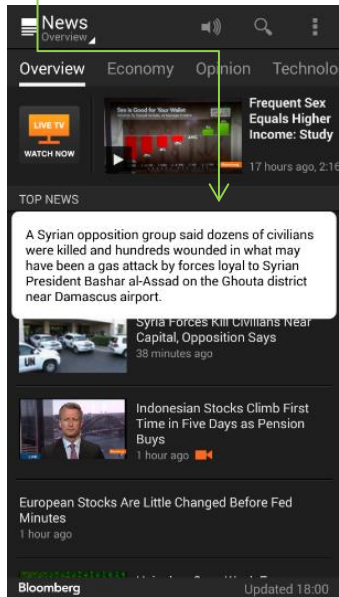 News
Overview
Overview Economy Opinion Technolo
LIVE TV
WATCH NOW
Sex is Good for Your Wallet
Frequent Sex
Equals Higher
Income: Study
17 hours ago, 2:16
TOP NEWS
A Syrian opposition group said dozens of civilians
were killed and hundreds wounded in what may
have been a gas attack by forces loyal to Syrian
President Bashar al-Assad on the Ghouta district
near Damascus airport.
Syria Forces Kill Civilians Near
Capital, Opposition Says
38 minutes ago
UN
Indonesian Stocks Climb First
Time in Five Days as Pension
Buys
1 hour ago
European Stocks Are Little Changed Before Fed
Minutes
1 hour ago
Bloomberg
Updated 18:00